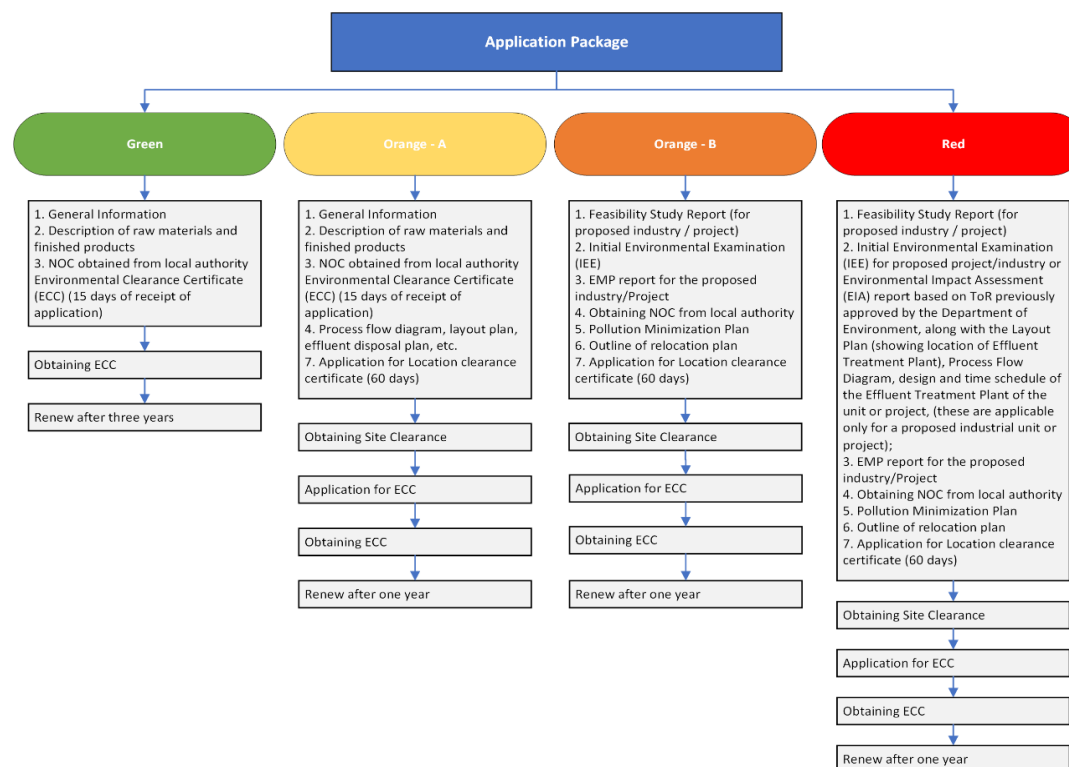 Application Package
Green
Orange - A
Orange - B
Red
1. General Information
2. Description of raw materials and
finished products
3. NOC obtained from local authority
Environmental Clearance Certificate
(ECC) (15 days of receipt of
application)
Obtaining ECC
Renew after three years
1. General Information
2. Description of raw materials and
finished products
3. NOC obtained from local authority
Environmental Clearance Certificate
(ECC) (15 days of receipt of
application)
4. Process flow diagram, layout plan,
effluent disposal plan, etc.
7. Application for Location clearance
certificate (60 days)
Obtaining Site Clearance
Application for ECC
Obtaining ECC
Renew after one year
1. Feasibility Study Report (for
proposed industry / project)
2. Initial Environmental Examination
(IEE)
3. EMP report for the proposed
industry/Project
4. Obtaining NOC from local authority
5. Pollution Minimization Plan
6. Outline of relocation plan
7. Application for Location clearance
certificate (60 days)
Obtaining Site Clearance
Application for ECC
Obtaining ECC
Renew after one year
1. Feasibility Study Report (for
proposed industry / project)
2. Initial Environmental Examination
(IEE) for proposed project/industry or
Environmental Impact Assessment
(EIA) report based on ToR previously
approved by the Department of
Environment, along with the Layout
Plan (showing location of Effluent
Treatment Plant), Process Flow
Diagram, design and time schedule of
the Effluent Treatment Plant of the
unit or project, (these are applicable
only for a proposed industrial unit or
project);
3. EMP report for the proposed
industry/Project
4. Obtaining NOC from local authority
5. Pollution Minimization Plan
6. Outline of relocation plan
7. Application for Location clearance
certificate (60 days)
Obtaining Site Clearance
Application for ECC
Obtaining ECC
Renew after one year